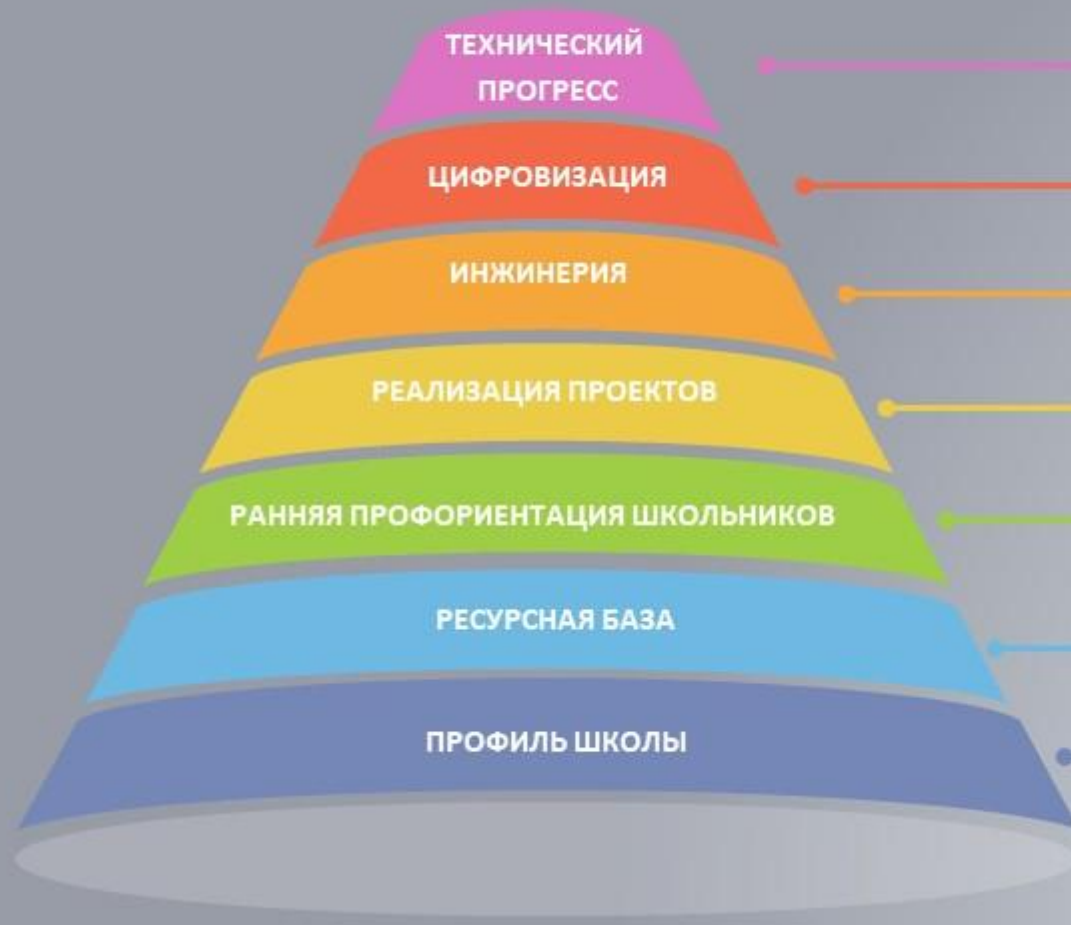 ТЕХНИЧЕСКИЙ
ПРОГРЕСС
ЦИФРОВИЗАЦИЯ
ИНЖИНЕРИЯ
РЕАЛИЗАЦИЯ ПРОЕКТОВ
РАННЯЯ ПРОФОРИЕНТАЦИЯ ШКОЛЬНИКОВ
РЕСУРСНАЯ БАЗА
ПРОФИЛЬ ШКОЛЫ